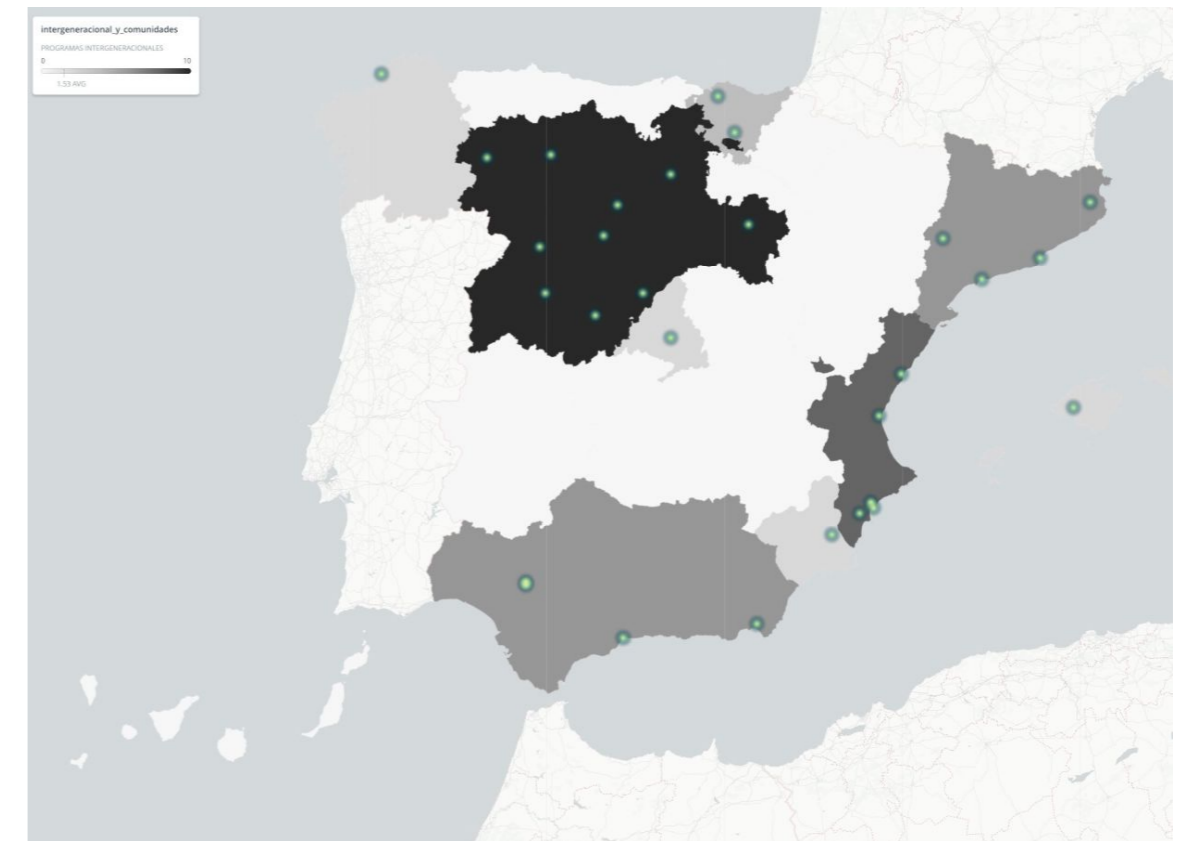 intergeneracional_y_comunidades
PROGRAMAS INTERGENERACIONALES
0 10
1.53 AVG